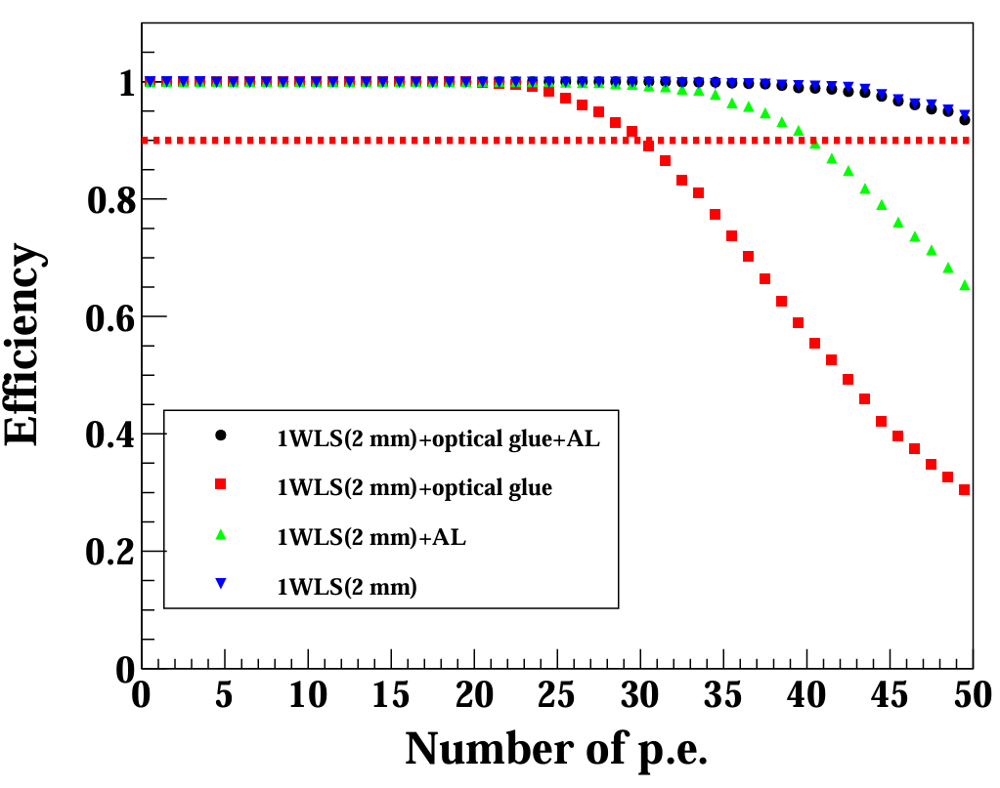 Efficiency
1
0.8
0.6
0.4
0.2
0
1WLS(2 mm)+optical glue+AL
1WLS(2 mm)+optical glue
1WLS(2 mm)+AL
1WLS(2 mm)
0 5 10 15 20 25 30 35 40 45 50
Number of p.e.